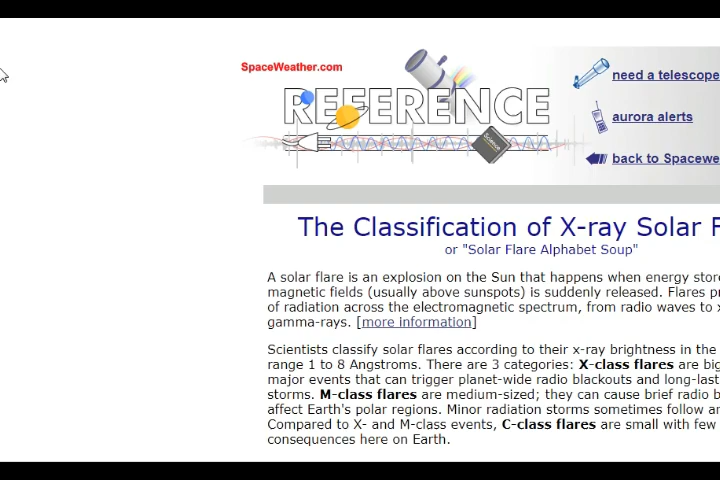 SpaceWeather.com
REFERENCE
need a telescope
aurora alerts
back to Spacewe
The Classification of X-ray Solar F
or "Solar Flare Alphabet Soup"
A solar flare is an explosion on the Sun that happens when energy store
magnetic fields (usually above sunspots) is suddenly released. Flares pr
of radiation across the electromagnetic spectrum, from radio waves to x
gamma-rays. [more information]
Scientists classify solar flares according to their x-ray brightness in the
range 1 to 8 Angstroms. There are 3 categories: X-class flares are big
major events that can trigger planet-wide radio blackouts and long-last
storms. M-class flares are medium-sized; they can cause brief radio b
affect Earth's polar regions. Minor radiation storms sometimes follow an
Compared to X- and M-class events, C-class flares are small with few
consequences here on Earth.